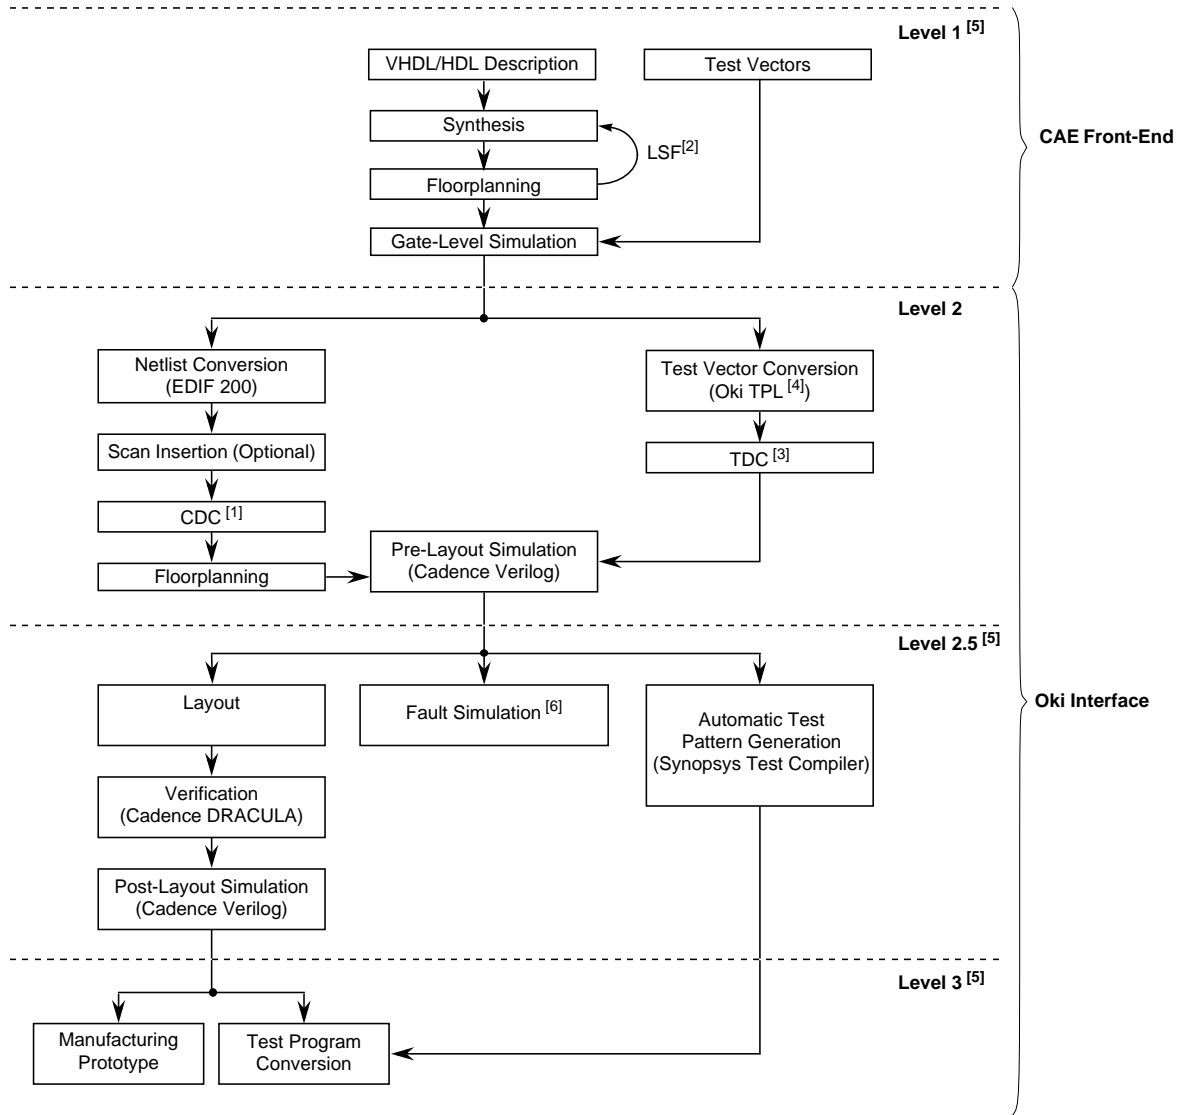 Level 1 [5]
VHDL/HDL Description
Test Vectors
Synthesis
LSF[2]
CAE Front-End
Floorplanning
Gate-Level Simulation
Level 2
Netlist Conversion
(EDIF 200)
Test Vector Conversion
(Oki TPL [4])
Scan Insertion (Optional)
TDC [3]
CDC [1]
Floorplanning
Pre-Layout Simulation
(Cadence Verilog)
Level 2.5 [5]
Layout
Fault Simulation [6]
Automatic Test
Pattern Generation
(Synopsys Test Compiler)
Oki Interface
Verification
(Cadence DRACULA)
Post-Layout Simulation
(Cadence Verilog)
Level 3 [5]
Manufacturing
Prototype
Test Program
Conversion